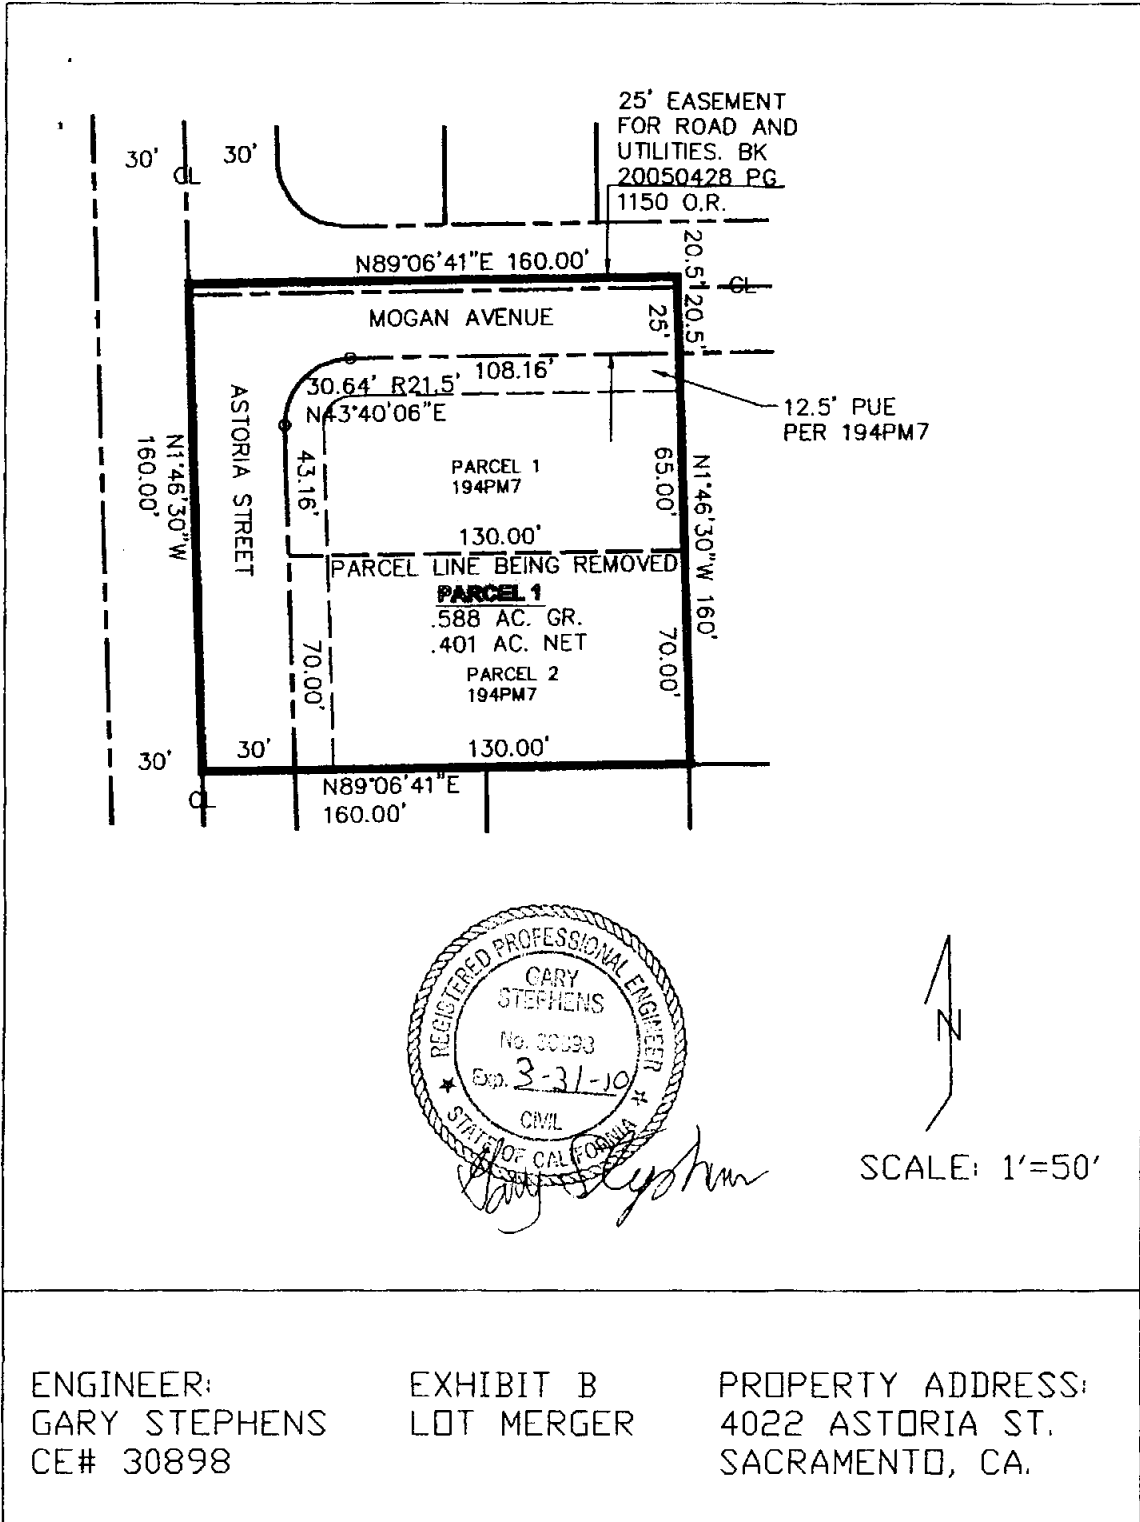 25' EASEMENT
FOR ROAD AND
UTILITIES. BK
20050428 PG
1150 O.R.
30'
30'
CL
N89°06'41"E 160.00'
20.5'
CL
20.5'
25'
MOGAN AVENUE
108.16'
30.64' R21.5'
N43°40'06"E
12.5' PUE
PER 194PM7
ASTORIA STREET
N1°46'30"W
160.00'
43.16'
PARCEL 1
194PM7
65.00'
N1°46'30"W 160'
130.00'
PARCEL LINE BEING REMOVED
PARCEL 1
.588 AC. GR.
.401 AC. NET
PARCEL 2
194PM7
70.00'
70.00'
30'
30'
130.00'
CL
N89°06'41"E
160.00'
REGISTERED PROFESSIONAL ENGINEER
GARY
STEPHENS
No. 30898
Exp. 3-31-10
CIVIL
STATE OF CALIFORNIA
Gary Stephens
N
SCALE: 1'=50'
ENGINEER:
GARY STEPHENS
CE# 30898
EXHIBIT B
LOT MERGER
PROPERTY ADDRESS:
4022 ASTORIA ST.
SACRAMENTO, CA.